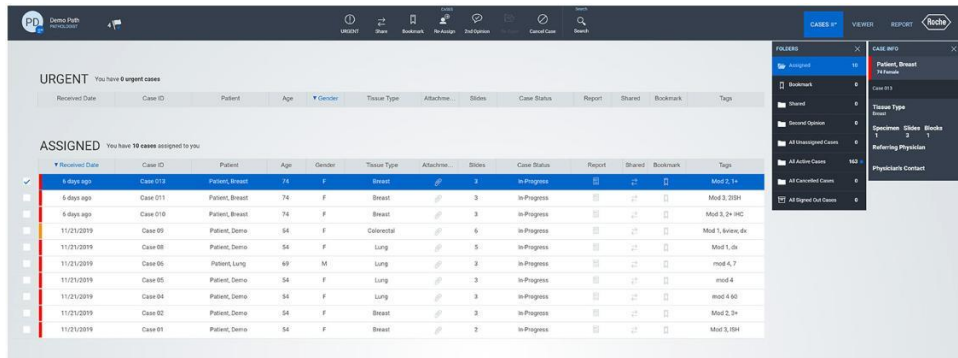 PD Demo Path
PATHOLOGIST
4
CASES
Search
URGENT Share Bookmark Re-Assign 2nd Opinion Cancel Case Search
CASES VIEWER REPORT Roche
FOLDERS
Assigned 10
Bookmark 0
Shared 0
Second Opinion 0
All Unassigned Cases 0
All Active Cases 163
All Cancelled Cases 0
All Signed Out Cases 0
CASE INFO
Patient, Breast
74 Female
Case 013
Tissue Type
Breast
Specimen Slides Blocks
1 3 1
Referring Physician
Physician's Contact
URGENT You have 0 urgent cases
Received Date Case ID Patient Age Gender Tissue Type Attachme... Slides Case Status Report Shared Bookmark Tags
ASSIGNED You have 10 cases assigned to you
Received Date Case ID Patient Age Gender Tissue Type Attachme... Slides Case Status Report Shared Bookmark Tags
6 days ago Case 013 Patient, Breast 74 F Breast 3 In-Progress Mod 2, 1+
6 days ago Case 011 Patient, Breast 74 F Breast 3 In-Progress Mod 3, 2ISH
6 days ago Case 010 Patient, Breast 74 F Breast 3 In-Progress Mod 3, 2+ IHC
11/21/2019 Case 09 Patient, Demo 54 F Colorectal 6 In-Progress Mod 1, 6view, dx
11/21/2019 Case 08 Patient, Demo 54 F Lung 5 In-Progress Mod 1, dx
11/21/2019 Case 06 Patient, Lung 69 M Lung 3 In-Progress mod 4, 7
11/21/2019 Case 05 Patient, Demo 54 F Lung 3 In-Progress mod 4
11/21/2019 Case 04 Patient, Demo 54 F Lung 3 In-Progress mod 4 60
11/21/2019 Case 02 Patient, Demo 54 F Breast 3 In-Progress Mod 2, 3+
11/21/2019 Case 01 Patient, Demo 54 F Breast 2 In-Progress Mod 3, ISH